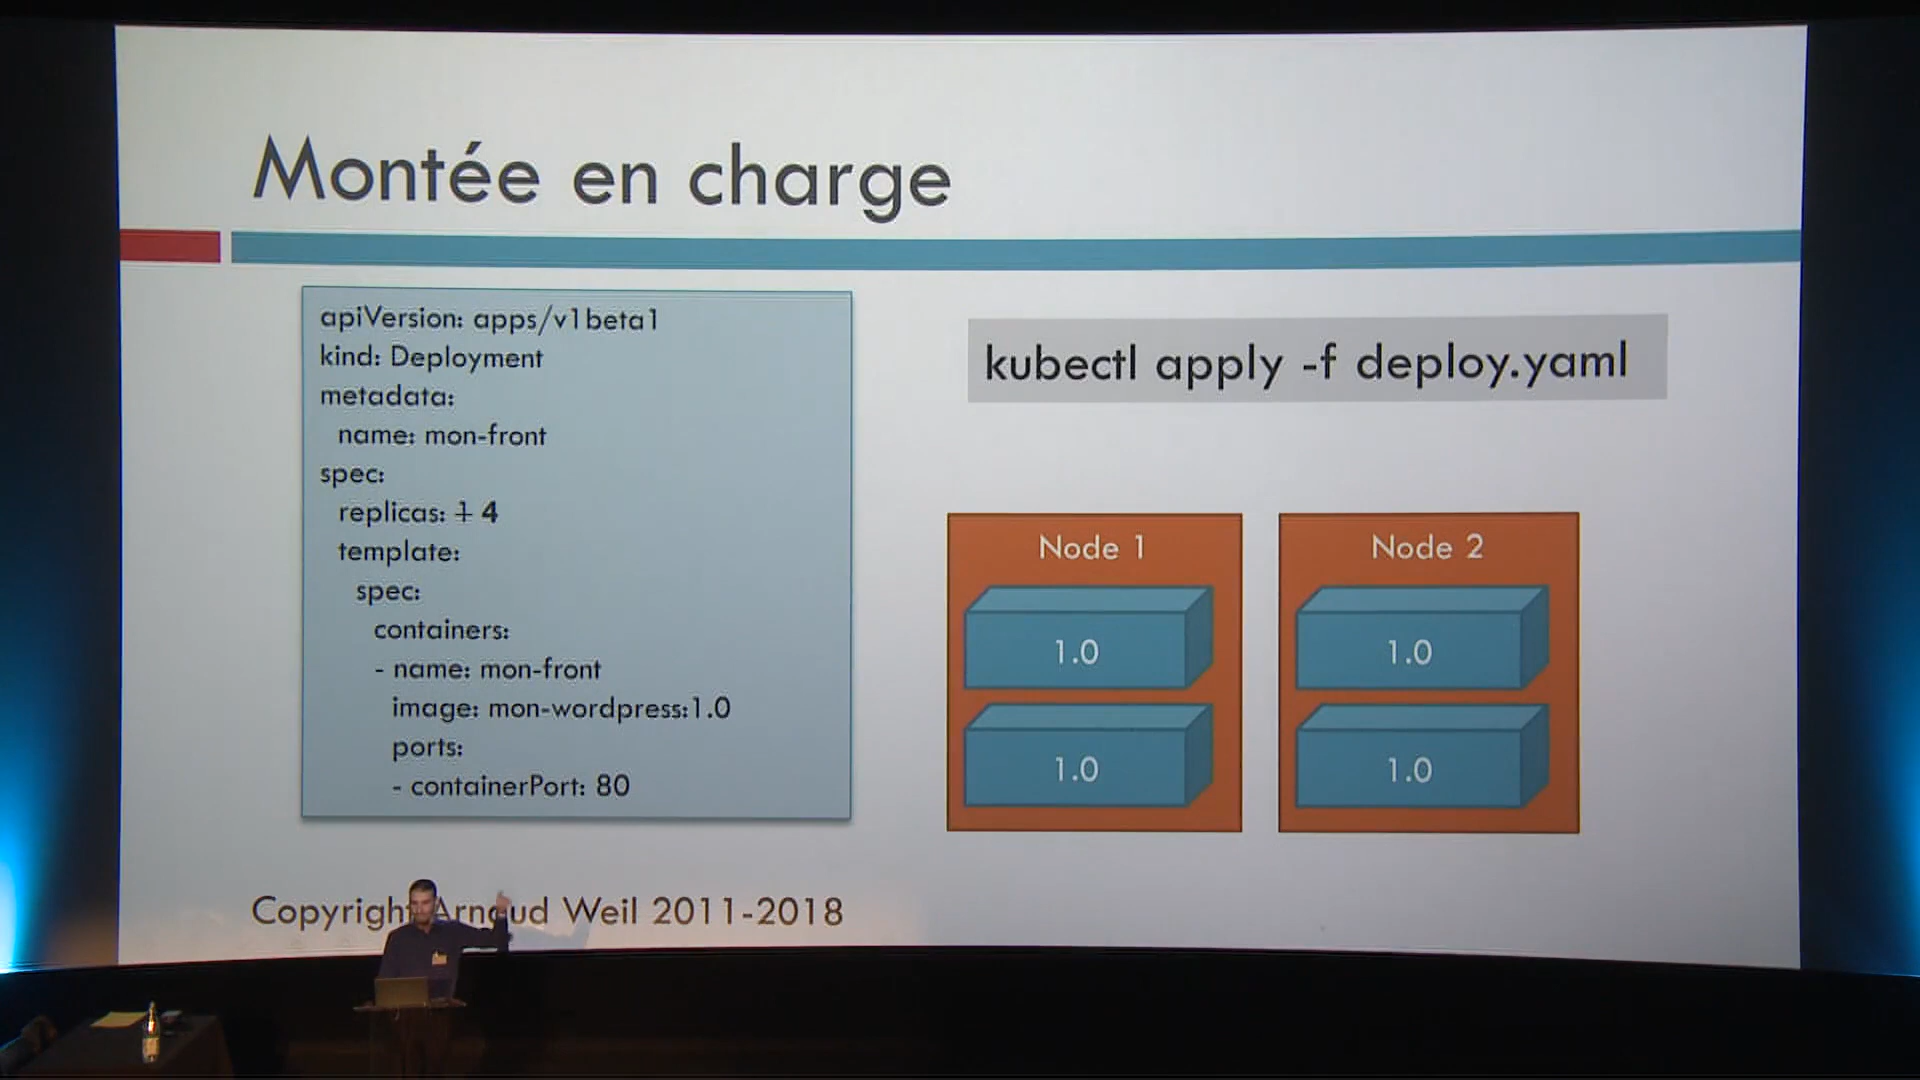 Montée en charge
apiVersion: apps/v1beta1
kind: Deployment
metadata:
name: mon-front
spec:
replicas: 1 4
template:
spec:
containers:
- name: mon-front
image: mon-wordpress:1.0
ports:
- containerPort: 80
kubectl apply -f deploy.yaml
Node 1
1.0
1.0
Node 2
1.0
1.0
Copyright Arnaud Weil 2011-2018